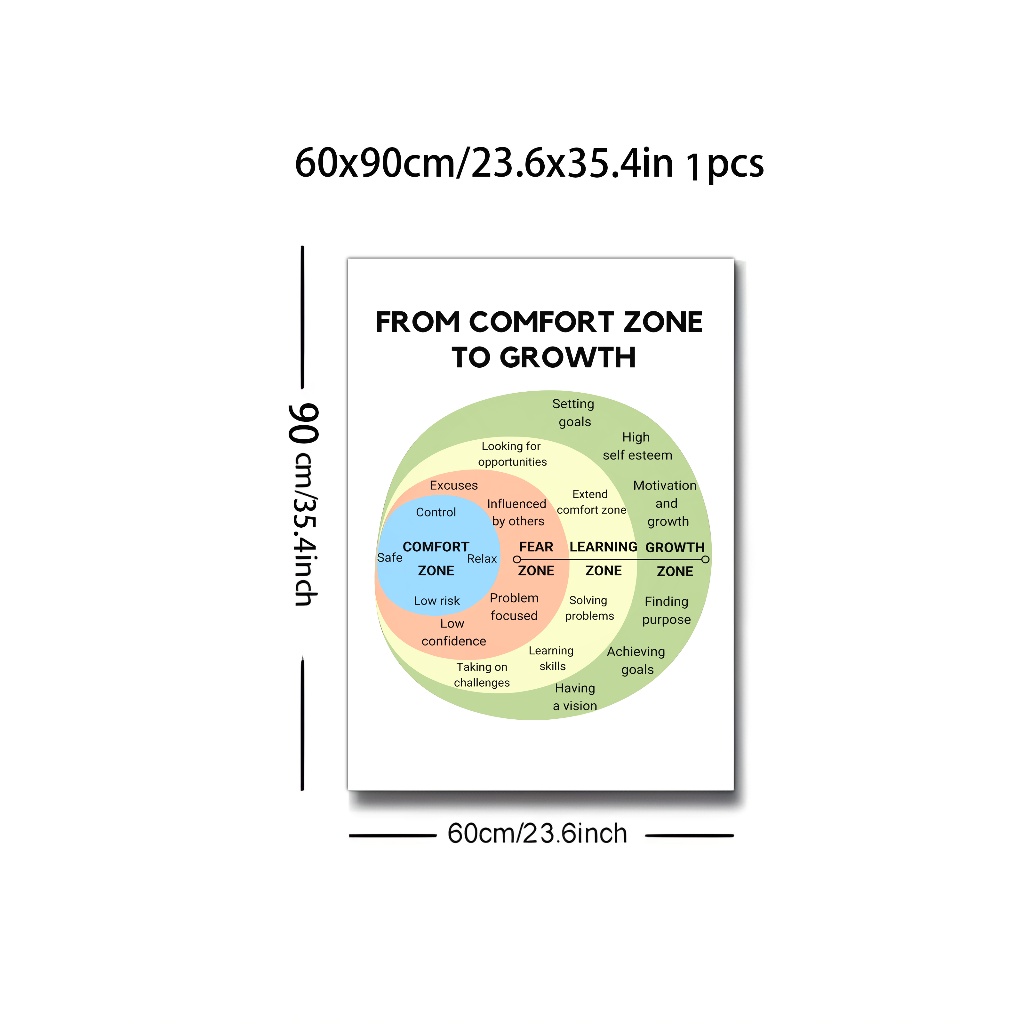 60x90cm/23.6x35.4in 1pcs
90 cm/35.4inch
FROM COMFORT ZONE
TO GROWTH
Setting
goals
High
self esteem
Looking for
opportunities
Motivation
and
growth
Excuses
Extend
comfort zone
Influenced
by others
Control
Safe
COMFORT
ZONE
Relax
FEAR
ZONE
LEARNING
ZONE
GROWTH
ZONE
Low risk
Problem
focused
Solving
problems
Finding
purpose
Low
confidence
Learning
skills
Achieving
goals
Taking on
challenges
Having
a vision
60cm/23.6inch